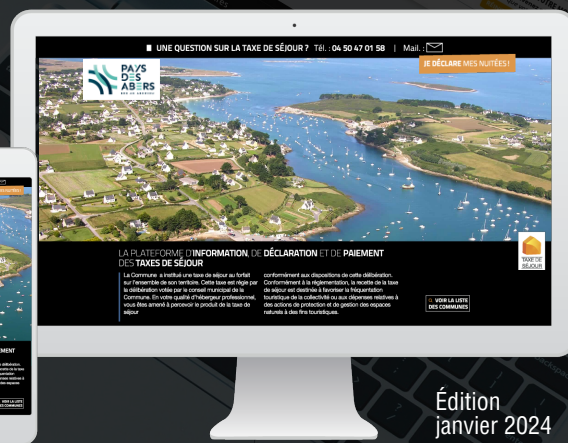 UNE QUESTION SUR LA TAXE DE SÉJOUR ? Tél. : 04 50 47 01 58 | Mail. :
JE DÉCLARE MES NUITÉES !
PAYS
DES
ABERS
LA PLATEFORME D'INFORMATION, DE DÉCLARATION ET DE PAIEMENT
DES TAXES DE SÉJOUR
La Commune a institué une taxe de séjour au forfait
sur l'ensemble de son territoire. Cette taxe est régie par
la délibération votée par le conseil municipal de la
Commune. En votre qualité d'hébergeur professionnel,
vous êtes amené à percevoir le produit de la taxe de
séjour
conformément aux dispositions de cette délibération.
Conformément à la réglementation, la recette de la taxe
de séjour est destinée à favoriser la fréquentation
touristique de la collectivité ou aux dépenses relatives à
des actions de protection et de gestion des espaces
naturels à des fins touristiques.
TAXE DE
SÉJOUR
VOIR LA LISTE
DES COMMUNES
Édition
janvier 2024